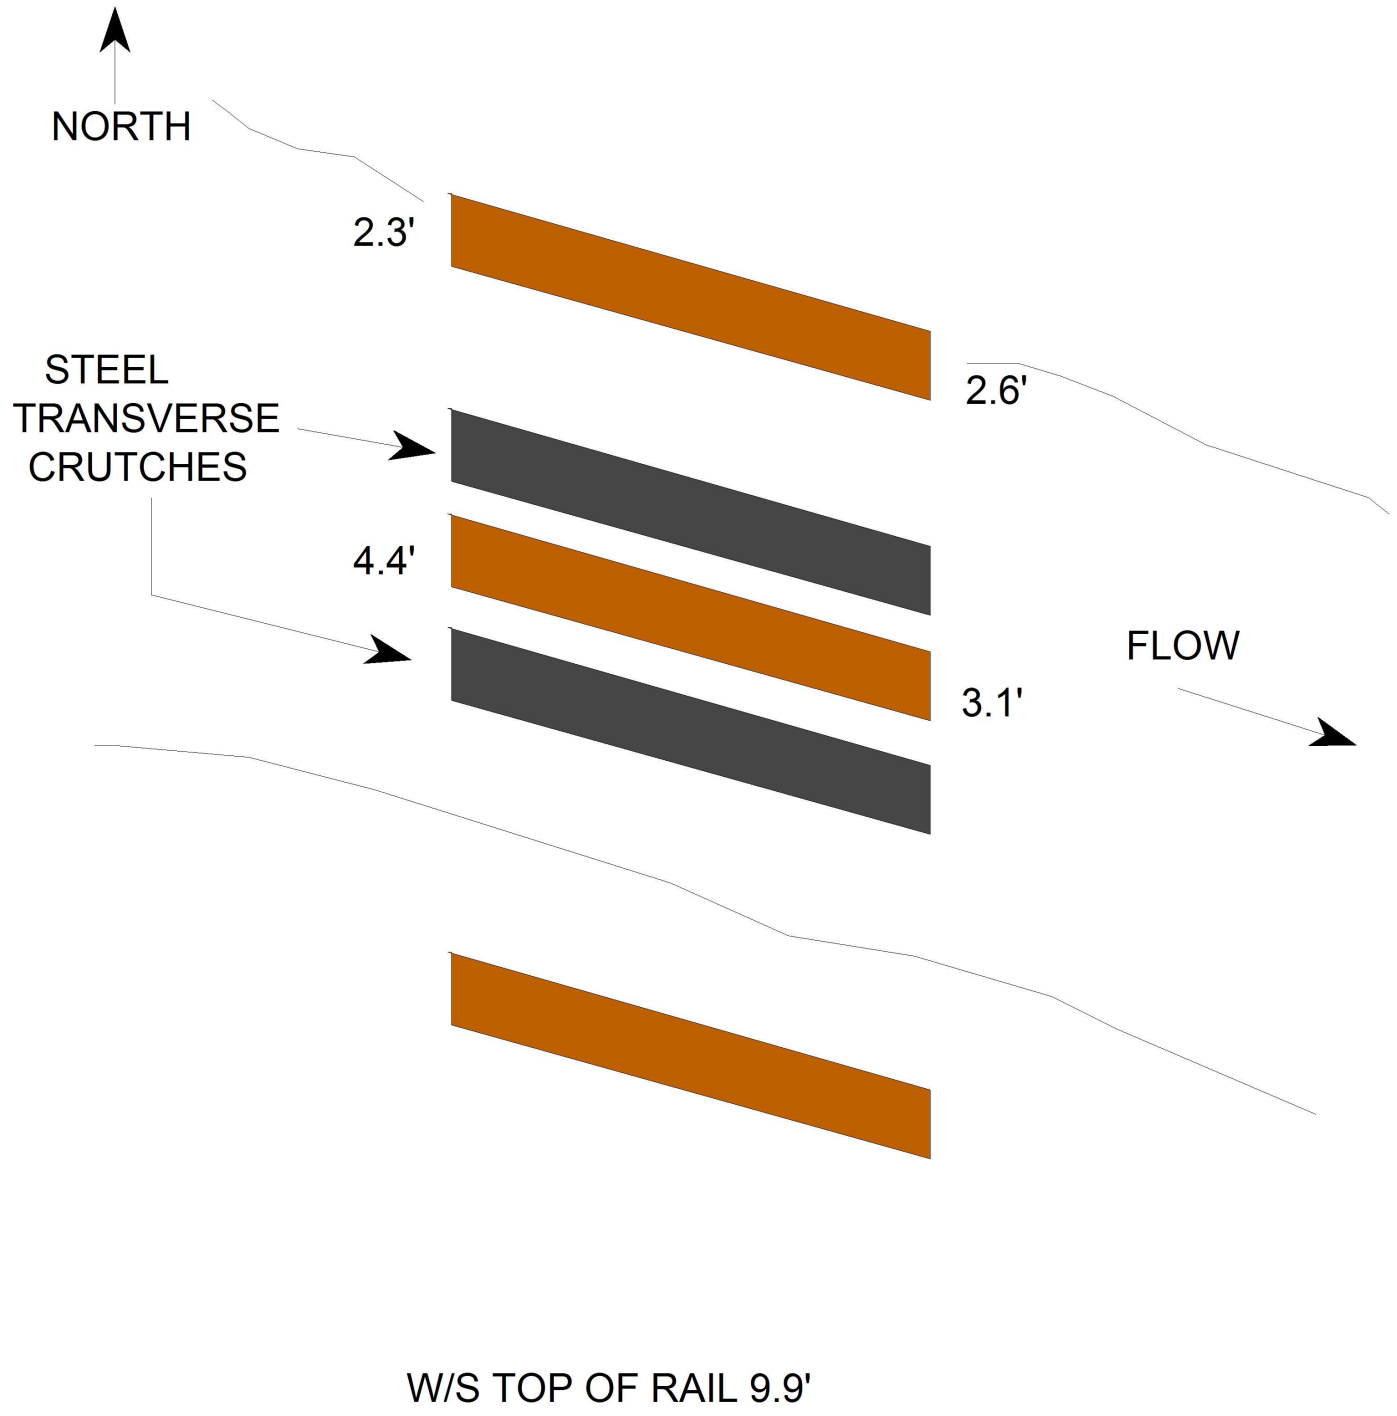 NORTH
2.3'
STEEL
TRANSVERSE
CRUTCHES
2.6'
4.4'
FLOW
3.1'
W/S TOP OF RAIL 9.9'